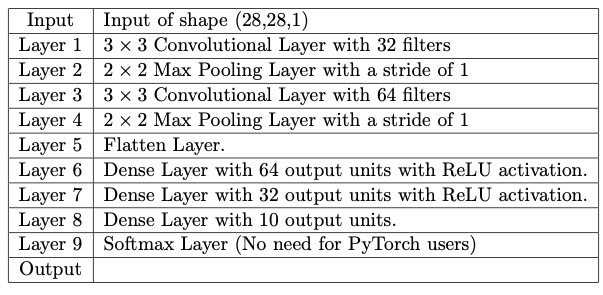 Input Input of shape (28,28,1)
Layer 1 3 × 3 Convolutional Layer with 32 filters
Layer 2 2 × 2 Max Pooling Layer with a stride of 1
Layer 3 3 × 3 Convolutional Layer with 64 filters
Layer 4 2 × 2 Max Pooling Layer with a stride of 1
Layer 5 Flatten Layer.
Layer 6 Dense Layer with 64 output units with ReLU activation.
Layer 7 Dense Layer with 32 output units with ReLU activation.
Layer 8 Dense Layer with 10 output units.
Layer 9 Softmax Layer (No need for PyTorch users)
Output